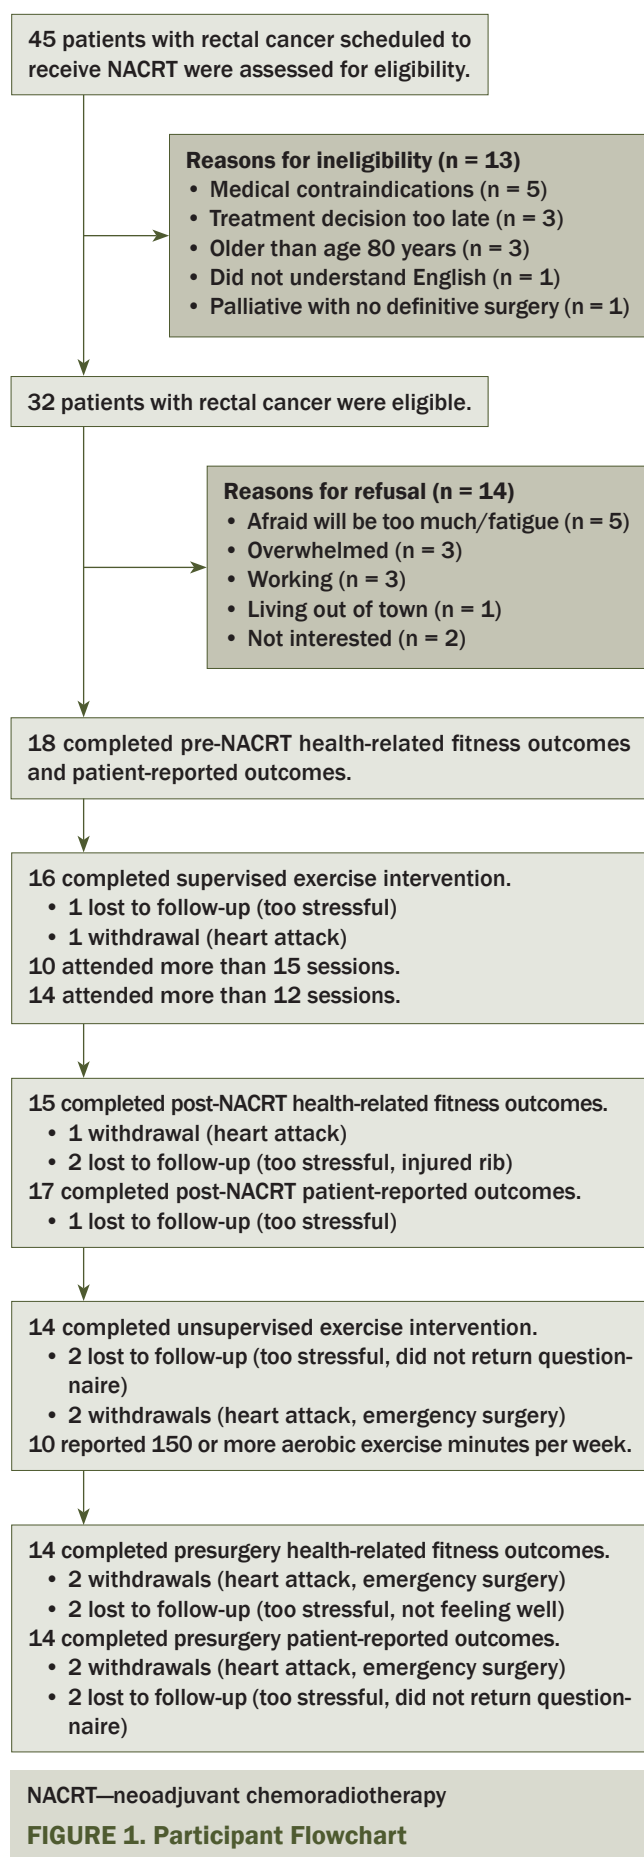 45 patients with rectal cancer scheduled to
receive NACRT were assessed for eligibility.
Reasons for ineligibility (n = 13)
• Medical contraindications (n = 5)
• Treatment decision too late (n = 3)
• Older than age 80 years (n = 3)
• Did not understand English (n = 1)
• Palliative with no definitive surgery (n = 1)
32 patients with rectal cancer were eligible.
Reasons for refusal (n = 14)
• Afraid will be too much/fatigue (n = 5)
• Overwhelmed (n = 3)
• Working (n = 3)
• Living out of town (n = 1)
• Not interested (n = 2)
18 completed pre-NACRT health-related fitness outcomes
and patient-reported outcomes.
16 completed supervised exercise intervention.
• 1 lost to follow-up (too stressful)
• 1 withdrawal (heart attack)
10 attended more than 15 sessions.
14 attended more than 12 sessions.
15 completed post-NACRT health-related fitness outcomes.
• 1 withdrawal (heart attack)
• 2 lost to follow-up (too stressful, injured rib)
17 completed post-NACRT patient-reported outcomes.
• 1 lost to follow-up (too stressful)
14 completed unsupervised exercise intervention.
• 2 lost to follow-up (too stressful, did not return question-
naire)
• 2 withdrawals (heart attack, emergency surgery)
10 reported 150 or more aerobic exercise minutes per week.
14 completed presurgery health-related fitness outcomes.
• 2 withdrawals (heart attack, emergency surgery)
• 2 lost to follow-up (too stressful, not feeling well)
14 completed presurgery patient-reported outcomes.
• 2 withdrawals (heart attack, emergency surgery)
• 2 lost to follow-up (too stressful, did not return question-
naire)
NACRT—neoadjuvant chemoradiotherapy
FIGURE 1. Participant Flowchart